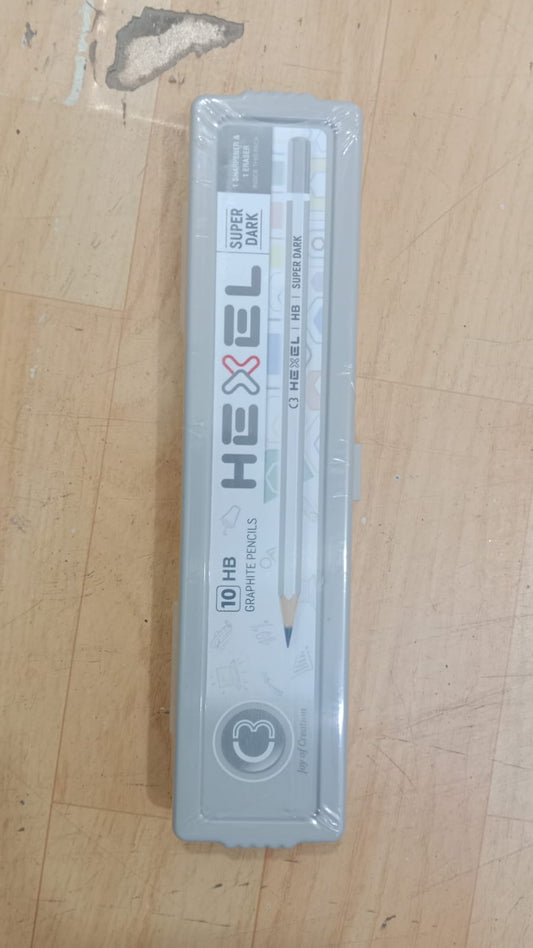 C3
Joy of Creation
10 HB
GRAPHITE PENCILS
HEXEL
SUPER
DARK
1 SHARPENER &
1 ERASER
INSIDE THIS PACK
C3 HEXEL | HB | SUPER DARK